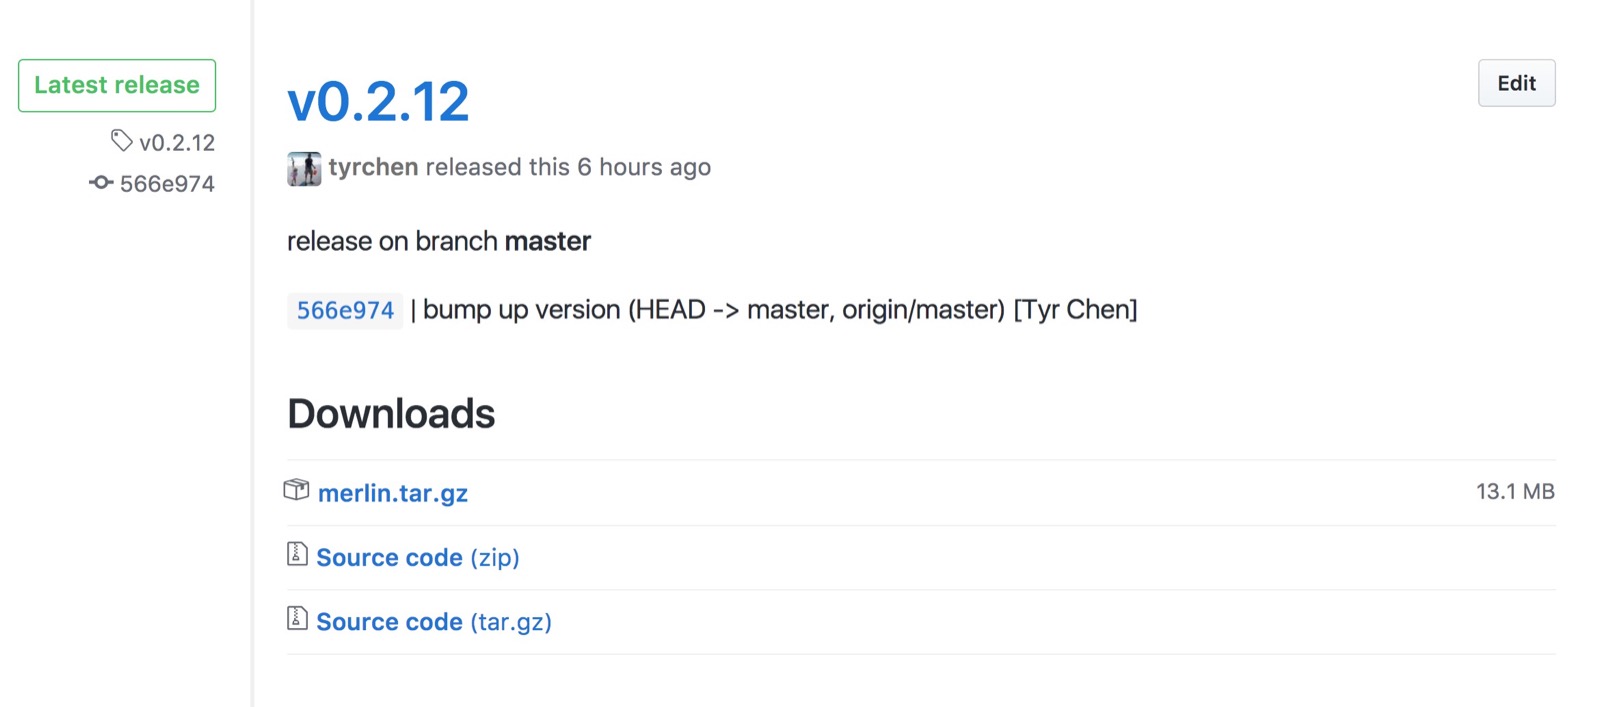 Latest release
v0.2.12
566e974
v0.2.12
Edit
tyrchen released this 6 hours ago
release on branch master
566e974 | bump up version (HEAD -> master, origin/master) [Tyr Chen]
Downloads
merlin.tar.gz 13.1 MB
Source code (zip)
Source code (tar.gz)